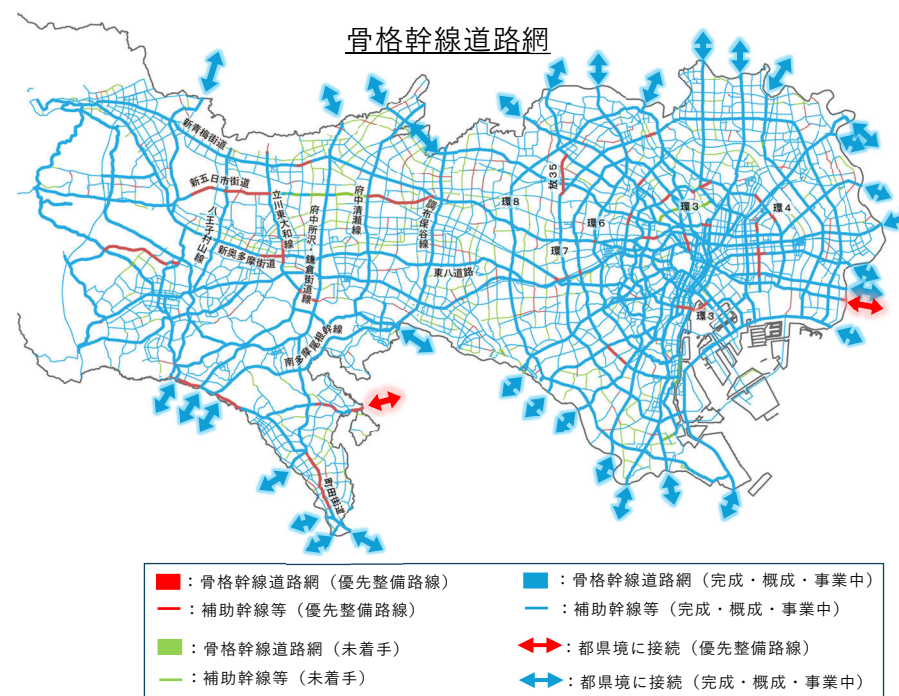 骨格幹線道路網
新青梅街道
新五日市街道
八王子村山線
新奥多摩街道
立川東大和線
府中所沢・鎌倉街道線
府中清瀬線
調布保谷線
東八道路
南多摩尾根幹線
町田街道
放35
環8
環7
環6
環3
環4
環3
：骨格幹線道路網（優先整備路線）
：補助幹線等（優先整備路線）
：骨格幹線道路網（未着手）
：補助幹線等（未着手）
：骨格幹線道路網（完成・概成・事業中）
：補助幹線等（完成・概成・事業中）
：都県境に接続（優先整備路線）
：都県境に接続（完成・概成・事業中）